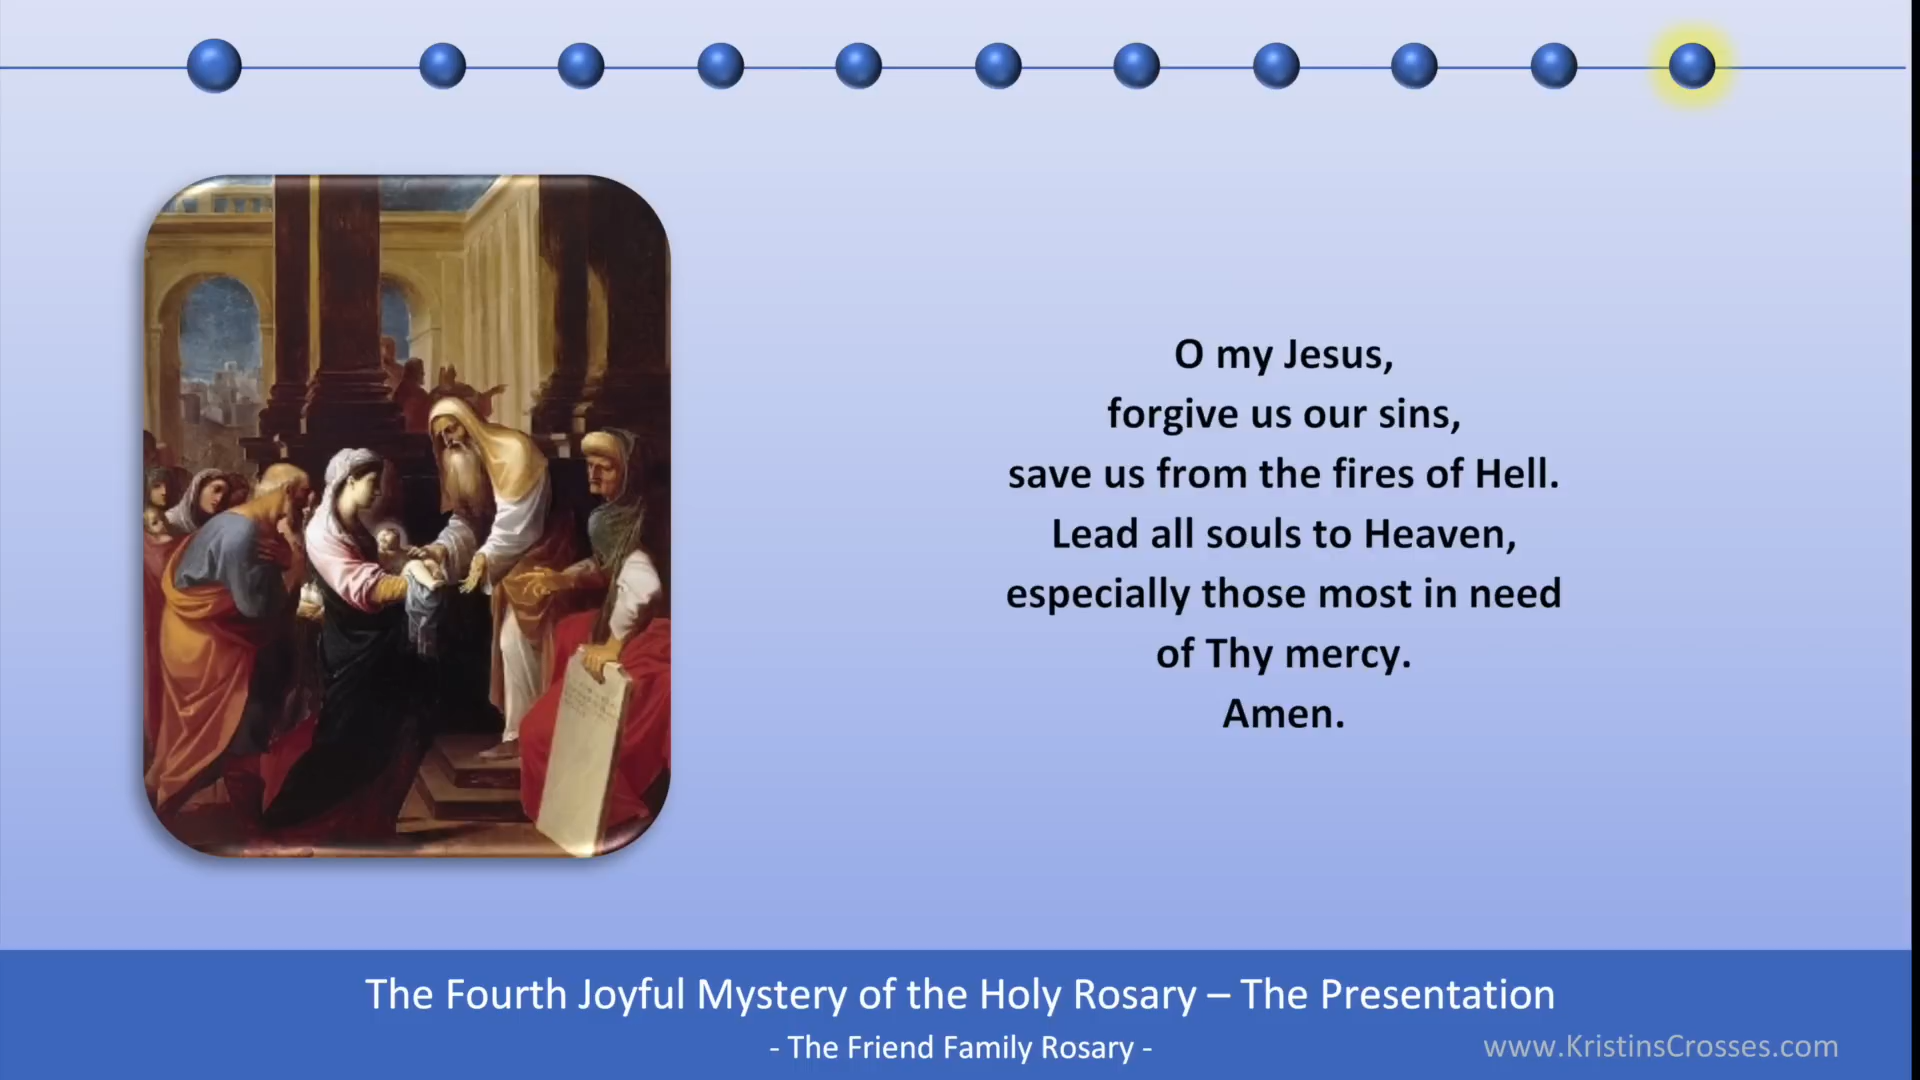 O my Jesus,
forgive us our sins,
save us from the fires of Hell.
Lead all souls to Heaven,
especially those most in need
of Thy mercy.
Amen.
The Fourth Joyful Mystery of the Holy Rosary – The Presentation
- The Friend Family Rosary -
www.KristinsCrosses.com